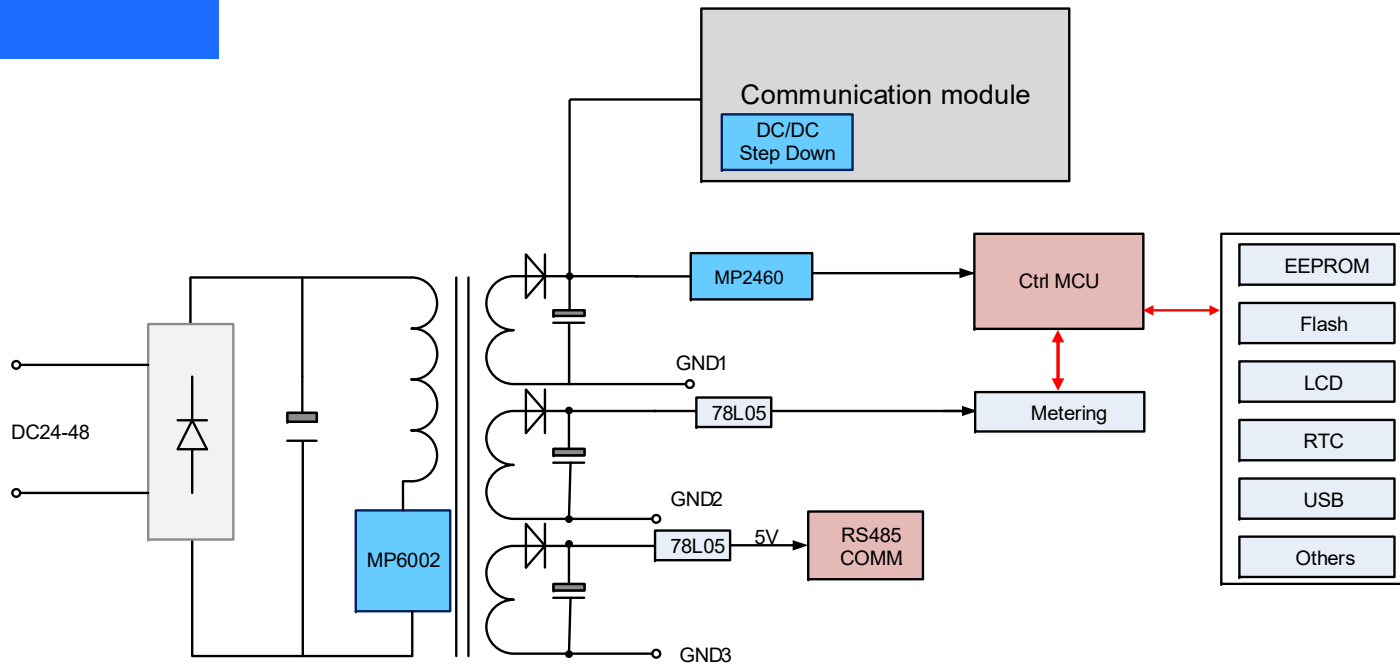 Communication module
DC/DC
Step Down
MP2460
Ctrl MCU
EEPROM
Flash
LCD
RTC
USB
Others
GND1
78L05
Metering
DC24-48
GND2
MP6002
78L05
5V
RS485
COMM
GND3